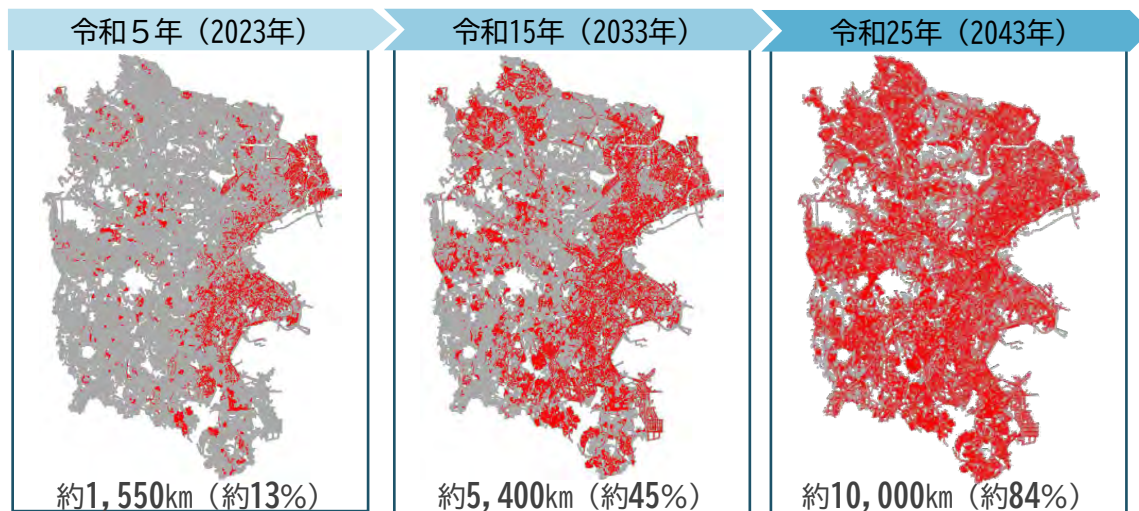 令和５年（2023年）
令和15年（2033年）
令和25年（2043年）
約1,550㎞（約13%）
約5,400㎞（約45%）
約10,000㎞（約84%）